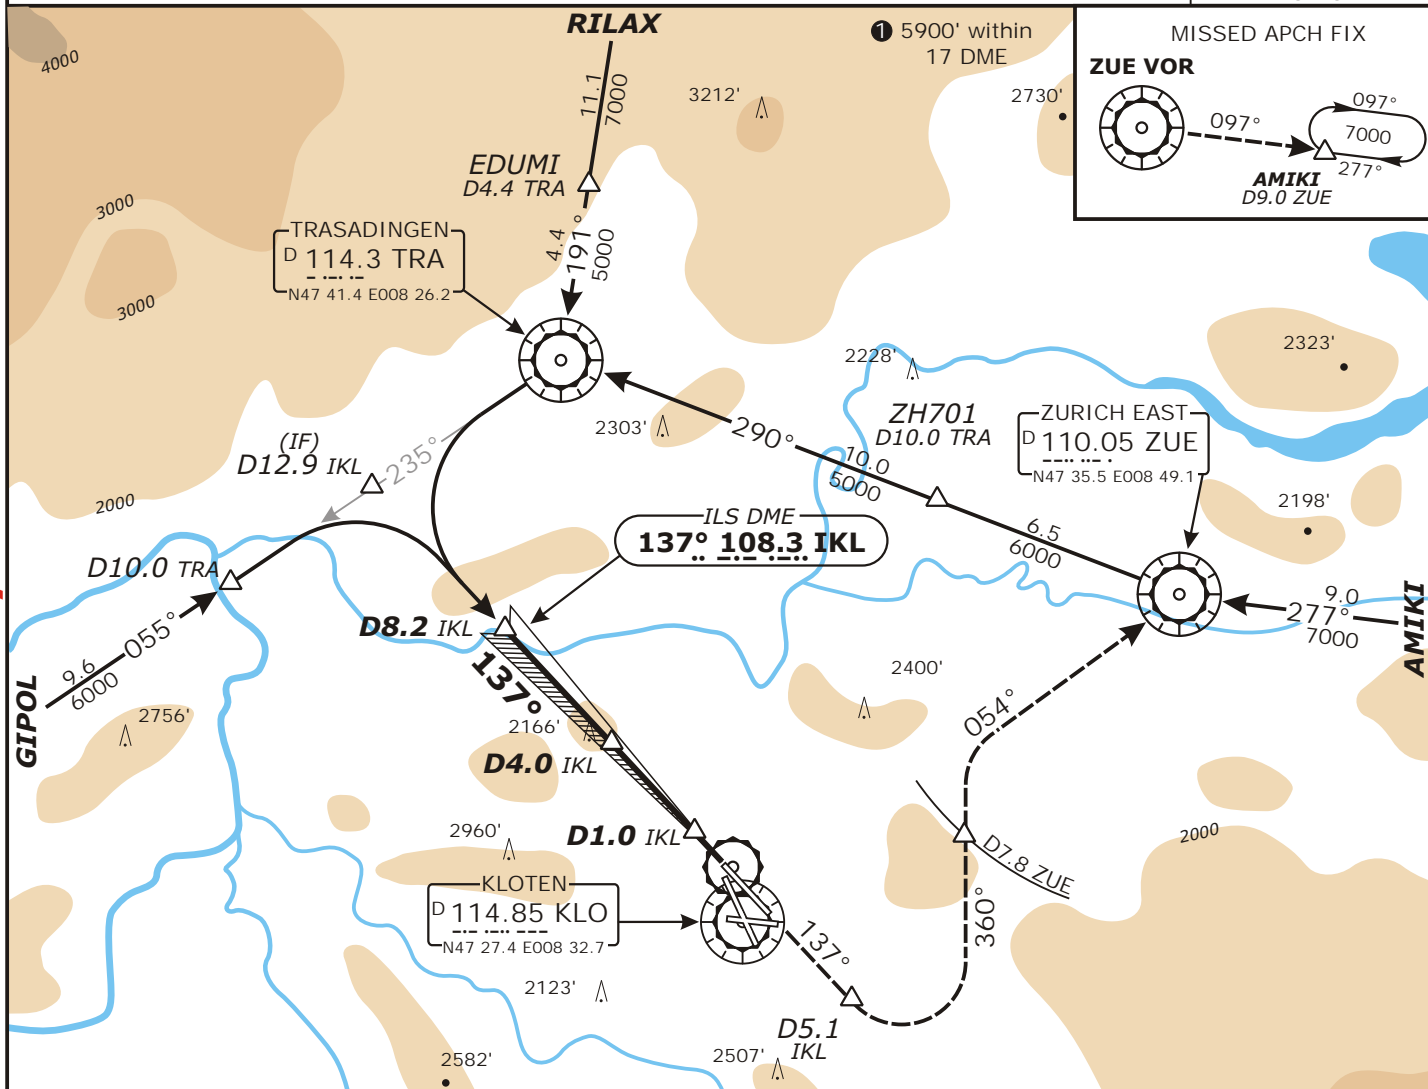 RILAX
❶ 5900' within
17 DME
MISSED APCH FIX
ZUE VOR
097°
097°
7000
277°
AMIKI
D9.0 ZUE
4000
11.1
7000
3212'
2730'
EDUMI
D4.4 TRA
3000
TRASADINGEN
D 114.3 TRA
N47 41.4 E008 26.2
4.4
191°
5000
3000
2228'
2323'
ZH701
D10.0 TRA
ZURICH EAST
D 110.05 ZUE
N47 35.5 E008 49.1
2303'
290°
10.0
5000
(IF)
D12.9 IKL
235°
2000
2198'
ILS DME
137° 108.3 IKL
6.5
6000
D10.0 TRA
9.0
277°
7000
AMIKI
055°
9.6
6000
GIPOL
D8.2 IKL
137°
2400'
054°
2756'
2166'
D4.0 IKL
2960'
D1.0 IKL
2000
D7.8 ZUE
KLOTEN
D 114.85 KLO
N47 27.4 E008 32.7
137°
360°
2123'
D5.1
IKL
2582'
2507'